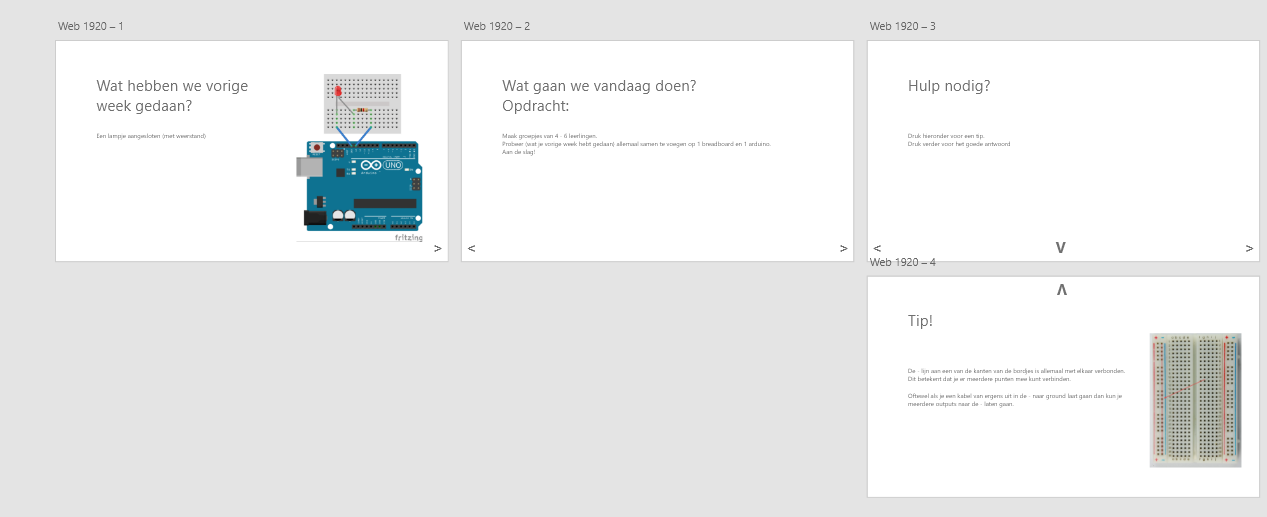 Web 1920 – 1
Wat hebben we vorige
week gedaan?
Een lampje aangesloten (met weerstand)
UNO
fritzing
>
Web 1920 – 2
Wat gaan we vandaag doen?
Opdracht:
Maak groepjes van 4 - 6 leerlingen.
Probeer (wat je vorige week hebt gedaan) allemaal samen te voegen op 1 breadboard en 1 arduino.
Aan de slag!
<
>
Web 1920 – 3
Hulp nodig?
Druk hieronder voor een tip.
Druk verder voor het goede antwoord
<
V
>
Web 1920 – 4
V
Tip!
De - lijn aan een van de kanten van de bordjes is allemaal met elkaar verbonden.
Dit betekent dat je er meerdere punten mee kunt verbinden.
Oftewel als je een kabel van ergens uit in de - naar ground laat gaan dan kun je
meerdere outputs naar de - laten gaan.